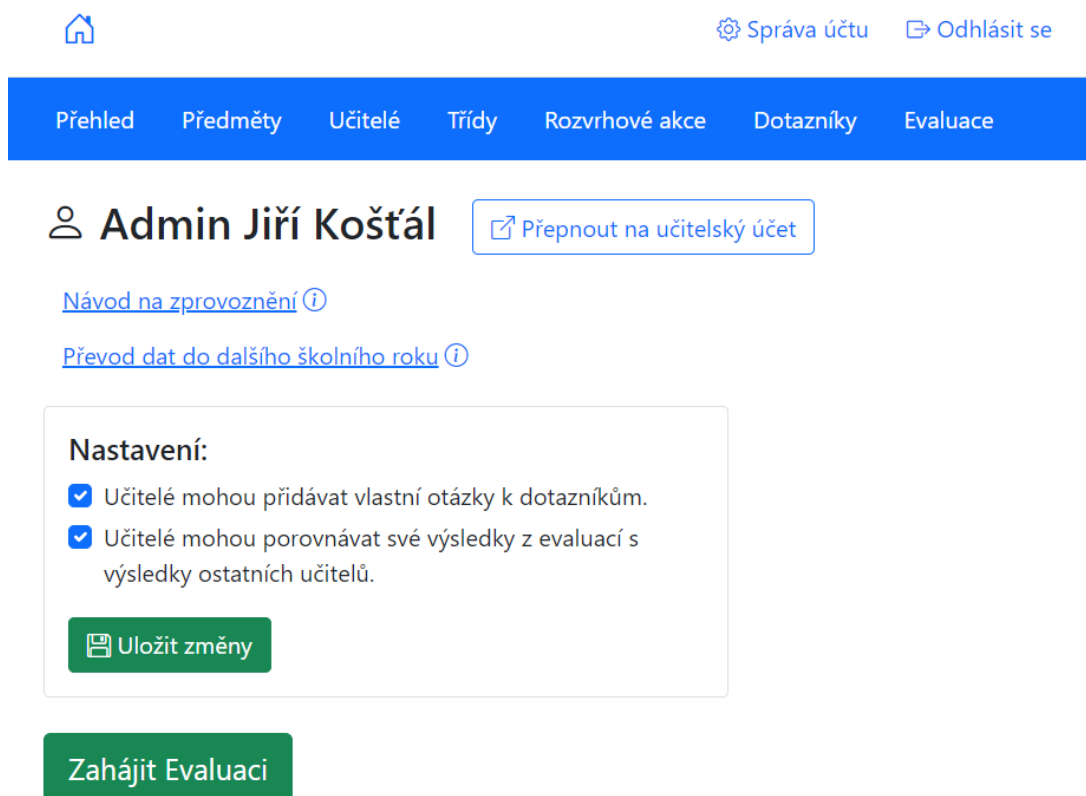 Správa účtu Odhlásit se
Přehled Předměty Učitelé Třídy Rozvrhové akce Dotazníky Evaluace
Admin Jiří Košťál Přepnout na učitelský účet
Návod na zprovoznění
Převod dat do dalšího školního roku
Nastavení:
Učitelé mohou přidávat vlastní otázky k dotazníkům.
Učitelé mohou porovnávat své výsledky z evaluací s
výsledky ostatních učitelů.
Uložit změny
Zahájit Evaluaci